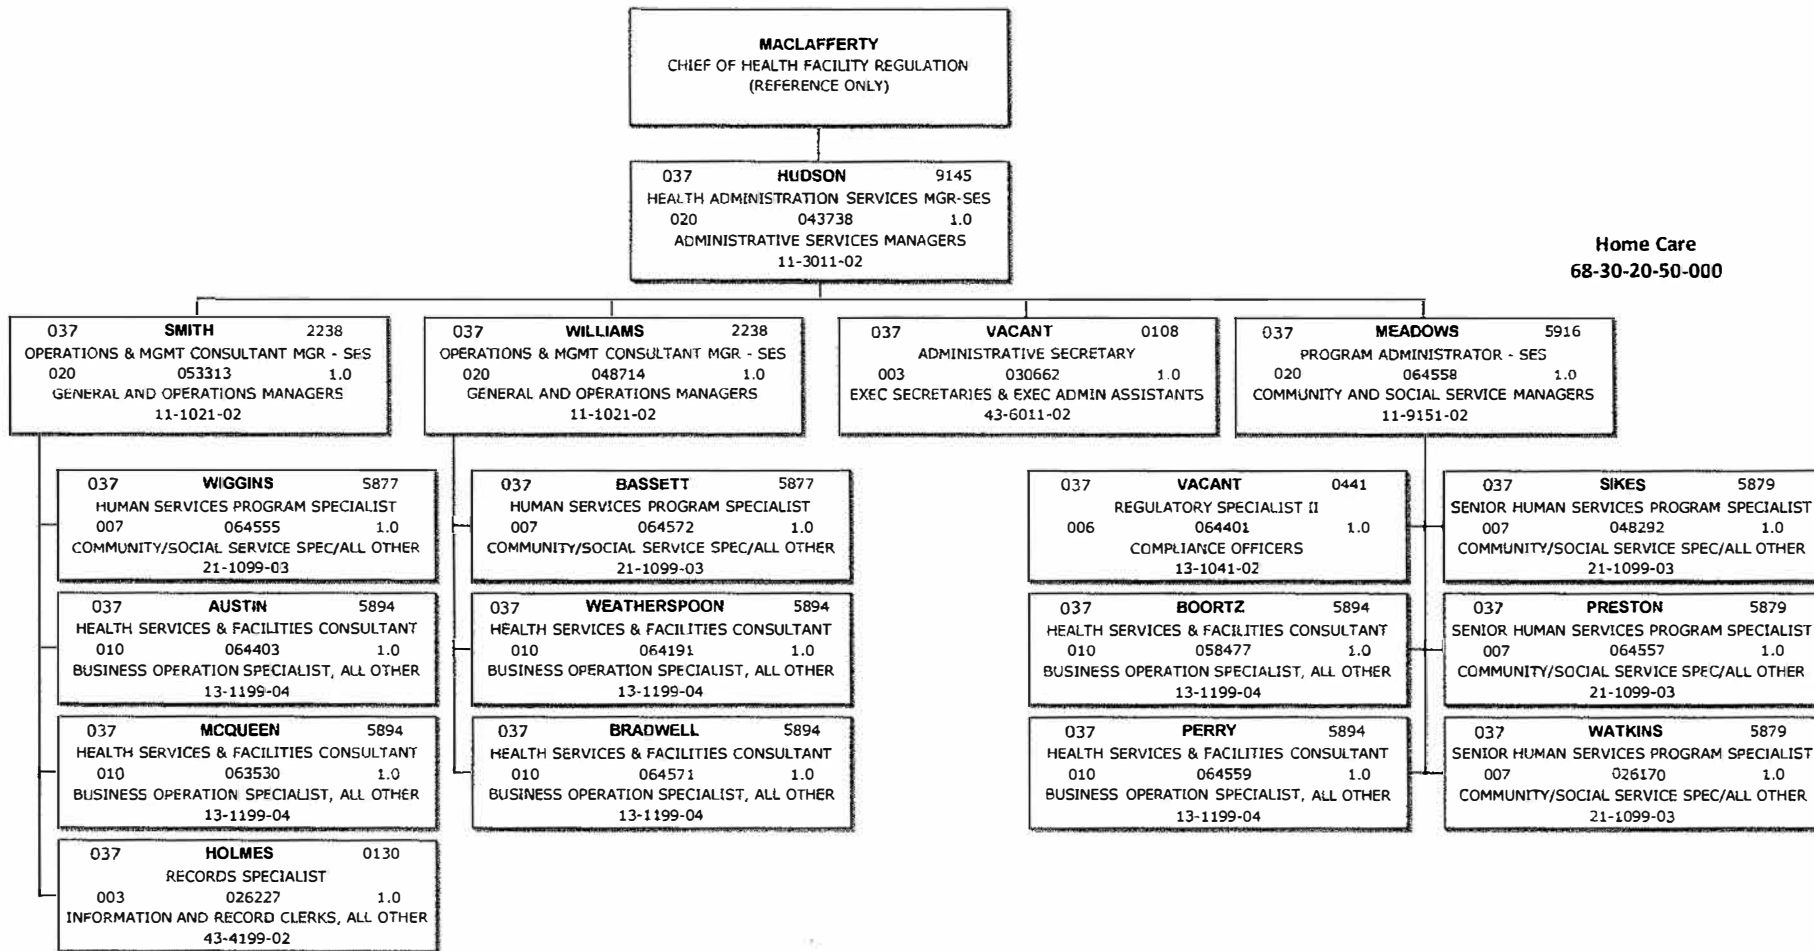 MACLAFFERTY
CHIEF OF HEALTH FACILITY REGULATION
(REFERENCE ONLY)
037 HUDSON 9145
HEALTH ADMINISTRATION SERVICES MGR-SES
020 043738 1.0
ADMINISTRATIVE SERVICES MANAGERS
11-3011-02
Home Care
68-30-20-50-000
037 SMITH 2238
OPERATIONS & MGMT CONSULTANT MGR - SES
020 053313 1.0
GENERAL AND OPERATIONS MANAGERS
11-1021-02
037 WILLIAMS 2238
OPERATIONS & MGMT CONSULTANT MGR - SES
020 048714 1.0
GENERAL AND OPERATIONS MANAGERS
11-1021-02
037 VACANT 0108
ADMINISTRATIVE SECRETARY
003 030662 1.0
EXEC SECRETARIES & EXEC ADMIN ASSISTANTS
43-6011-02
037 MEADOWS 5916
PROGRAM ADMINISTRATOR - SES
020 064558 1.0
COMMUNITY AND SOCIAL SERVICE MANAGERS
11-9151-02
037 WIGGINS 5877
HUMAN SERVICES PROGRAM SPECIALIST
007 064555 1.0
COMMUNITY/SOCIAL SERVICE SPEC/ALL OTHER
21-1099-03
037 AUSTIN 5894
HEALTH SERVICES & FACILITIES CONSULTANT
010 064403 1.0
BUSINESS OPERATION SPECIALIST, ALL OTHER
13-1199-04
037 MCQUEEN 5894
HEALTH SERVICES & FACILITIES CONSULTANT
010 063530 1.0
BUSINESS OPERATION SPECIALIST, ALL OTHER
13-1199-04
037 HOLMES 0130
RECORDS SPECIALIST
003 026227 1.0
INFORMATION AND RECORD CLERKS, ALL OTHER
43-4199-02
037 BASSETT 5877
HUMAN SERVICES PROGRAM SPECIALIST
007 064572 1.0
COMMUNITY/SOCIAL SERVICE SPEC/ALL OTHER
21-1099-03
037 WEATHERSPOON 5894
HEALTH SERVICES & FACILITIES CONSULTANT
010 064191 1.0
BUSINESS OPERATION SPECIALIST, ALL OTHER
13-1199-04
037 BRADWELL 5894
HEALTH SERVICES & FACILITIES CONSULTANT
010 064571 1.0
BUSINESS OPERATION SPECIALIST, ALL OTHER
13-1199-04
037 VACANT 0441
REGULATORY SPECIALIST II
006 064401 1.0
COMPLIANCE OFFICERS
13-1041-02
037 BOORTZ 5894
HEALTH SERVICES & FACILITIES CONSULTANT
010 058477 1.0
BUSINESS OPERATION SPECIALIST, ALL OTHER
13-1199-04
037 PERRY 5894
HEALTH SERVICES & FACILITIES CONSULTANT
010 064559 1.0
BUSINESS OPERATION SPECIALIST, ALL OTHER
13-1199-04
037 SIKES 5879
SENIOR HUMAN SERVICES PROGRAM SPECIALIST
007 048292 1.0
COMMUNITY/SOCIAL SERVICE SPEC/ALL OTHER
21-1099-03
037 PRESTON 5879
SENIOR HUMAN SERVICES PROGRAM SPECIALIST
007 064557 1.0
COMMUNITY/SOCIAL SERVICE SPEC/ALL OTHER
21-1099-03
037 WATKINS 5879
SENIOR HUMAN SERVICES PROGRAM SPECIALIST
007 026170 1.0
COMMUNITY/SOCIAL SERVICE SPEC/ALL OTHER
21-1099-03